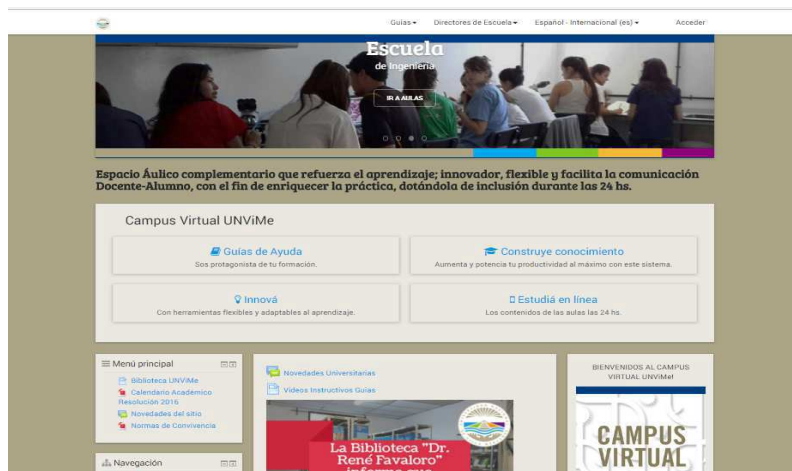 Guías
Directores de Escuela
Español - Internacional (es)
Acceder
Escuela
de Ingeniería
IR A AULAS
Espacio Áulico complementario que refuerza el aprendizaje; innovador, flexible y facilita la comunicación
Docente-Alumno, con el fin de enriquecer la práctica, dotándola de inclusión durante las 24 hs.
Campus Virtual UNViMe
Guías de Ayuda
Sos protagonista de tu formación.
Construye conocimiento
Aumenta y potencia tu productividad al máximo con este sistema.
Innová
Con herramientas flexibles y adaptables al aprendizaje.
Estudiá en línea
Los contenidos de las aulas las 24 hs.
Menú principal
Biblioteca UNViMe
Calendario Académico
Resolución 2016
Novedades del sitio
Normas de Convivencia
Navegación
Novedades Universitarias
Videos Instructivos Guías
La Biblioteca "Dr.
René Favaloro"
informa que
BIENVENIDOS AL CAMPUS
VIRTUAL UNViMe!
CAMPUS
VIRTUAL